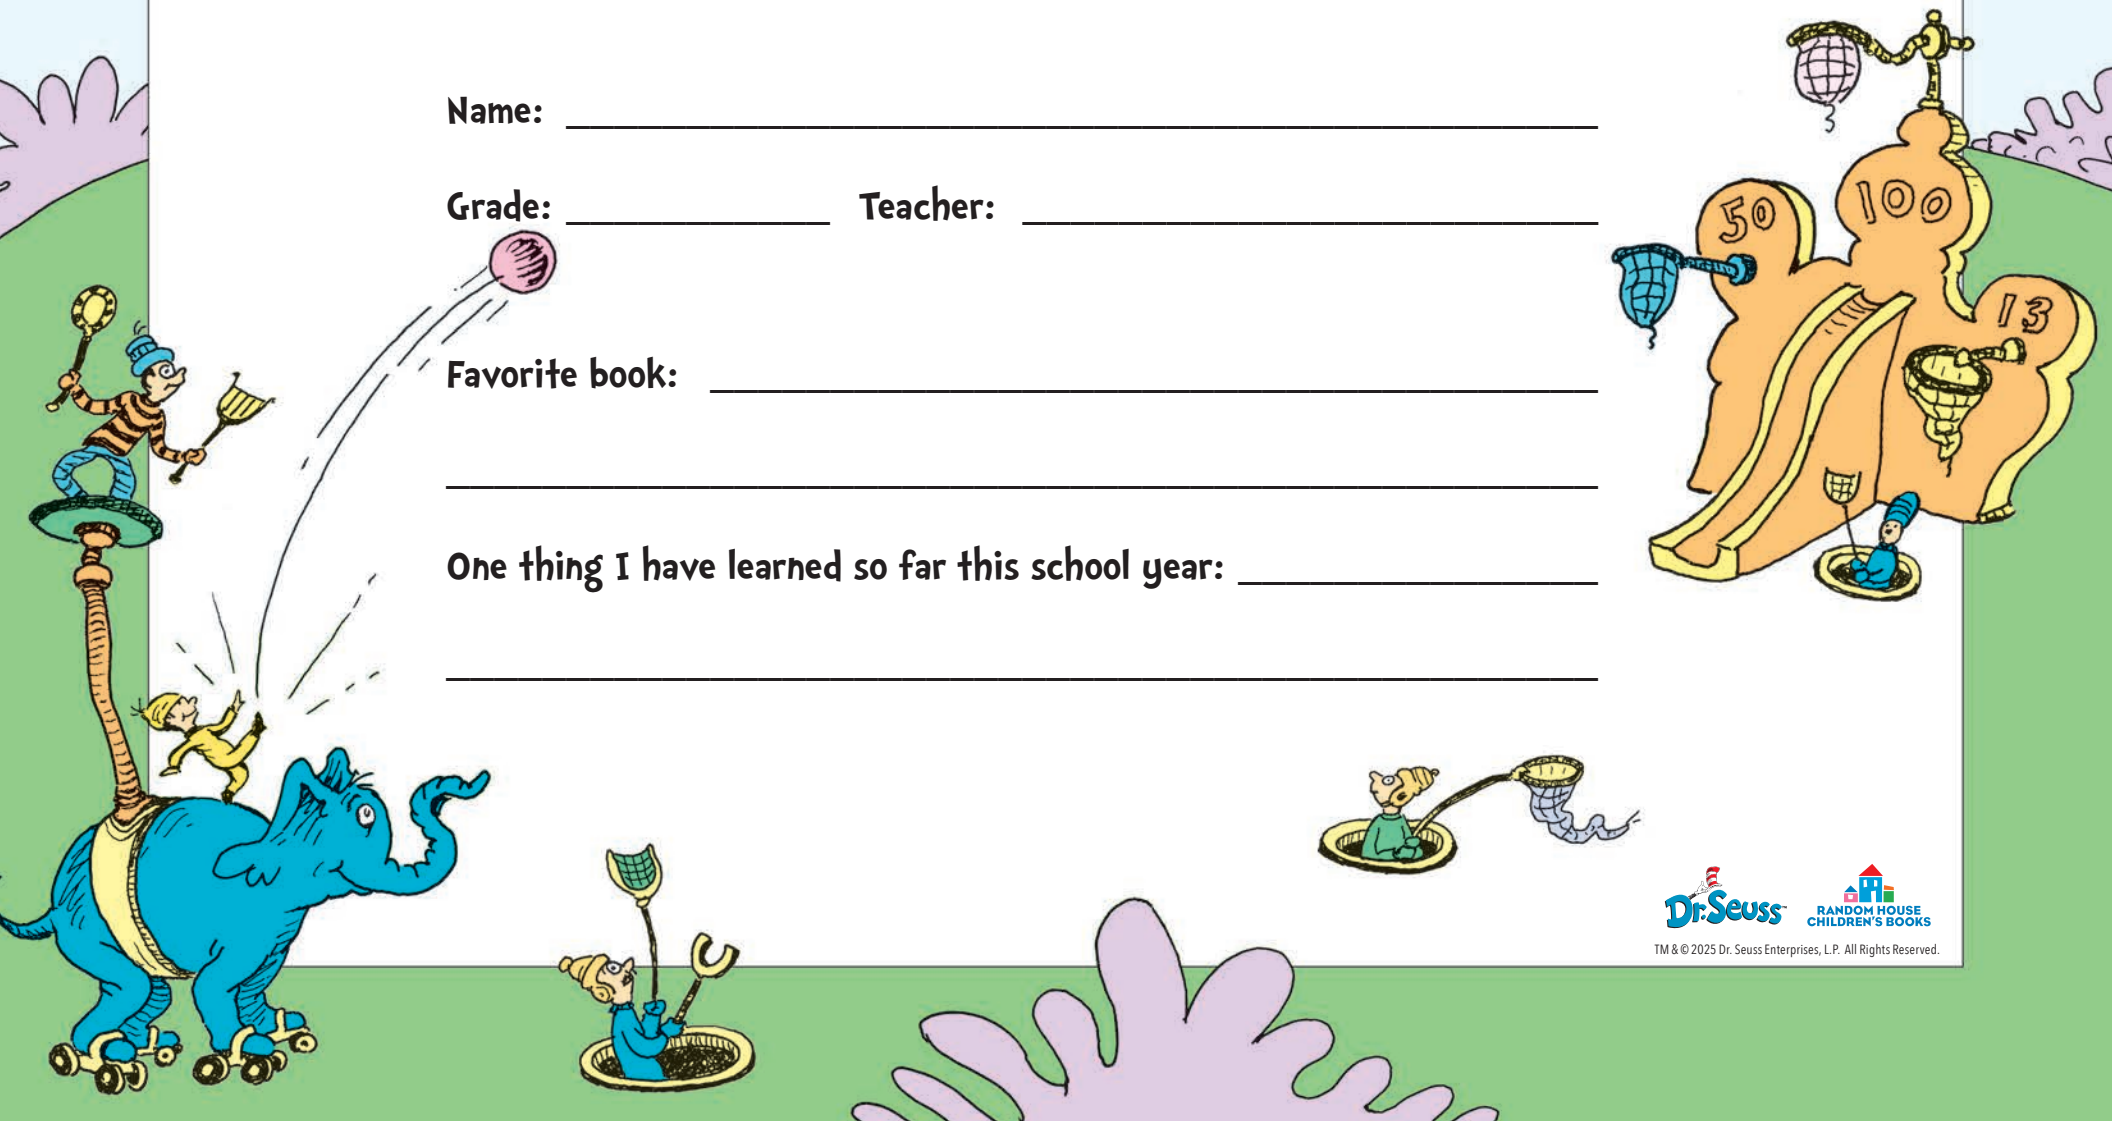 Name:
Grade: Teacher:
50
100
13
Favorite book:
One thing I have learned so far this school year:
Dr. Seuss™
RANDOM HOUSE
CHILDREN'S BOOKS
TM & © 2025 Dr. Seuss Enterprises, L.P. All Rights Reserved.